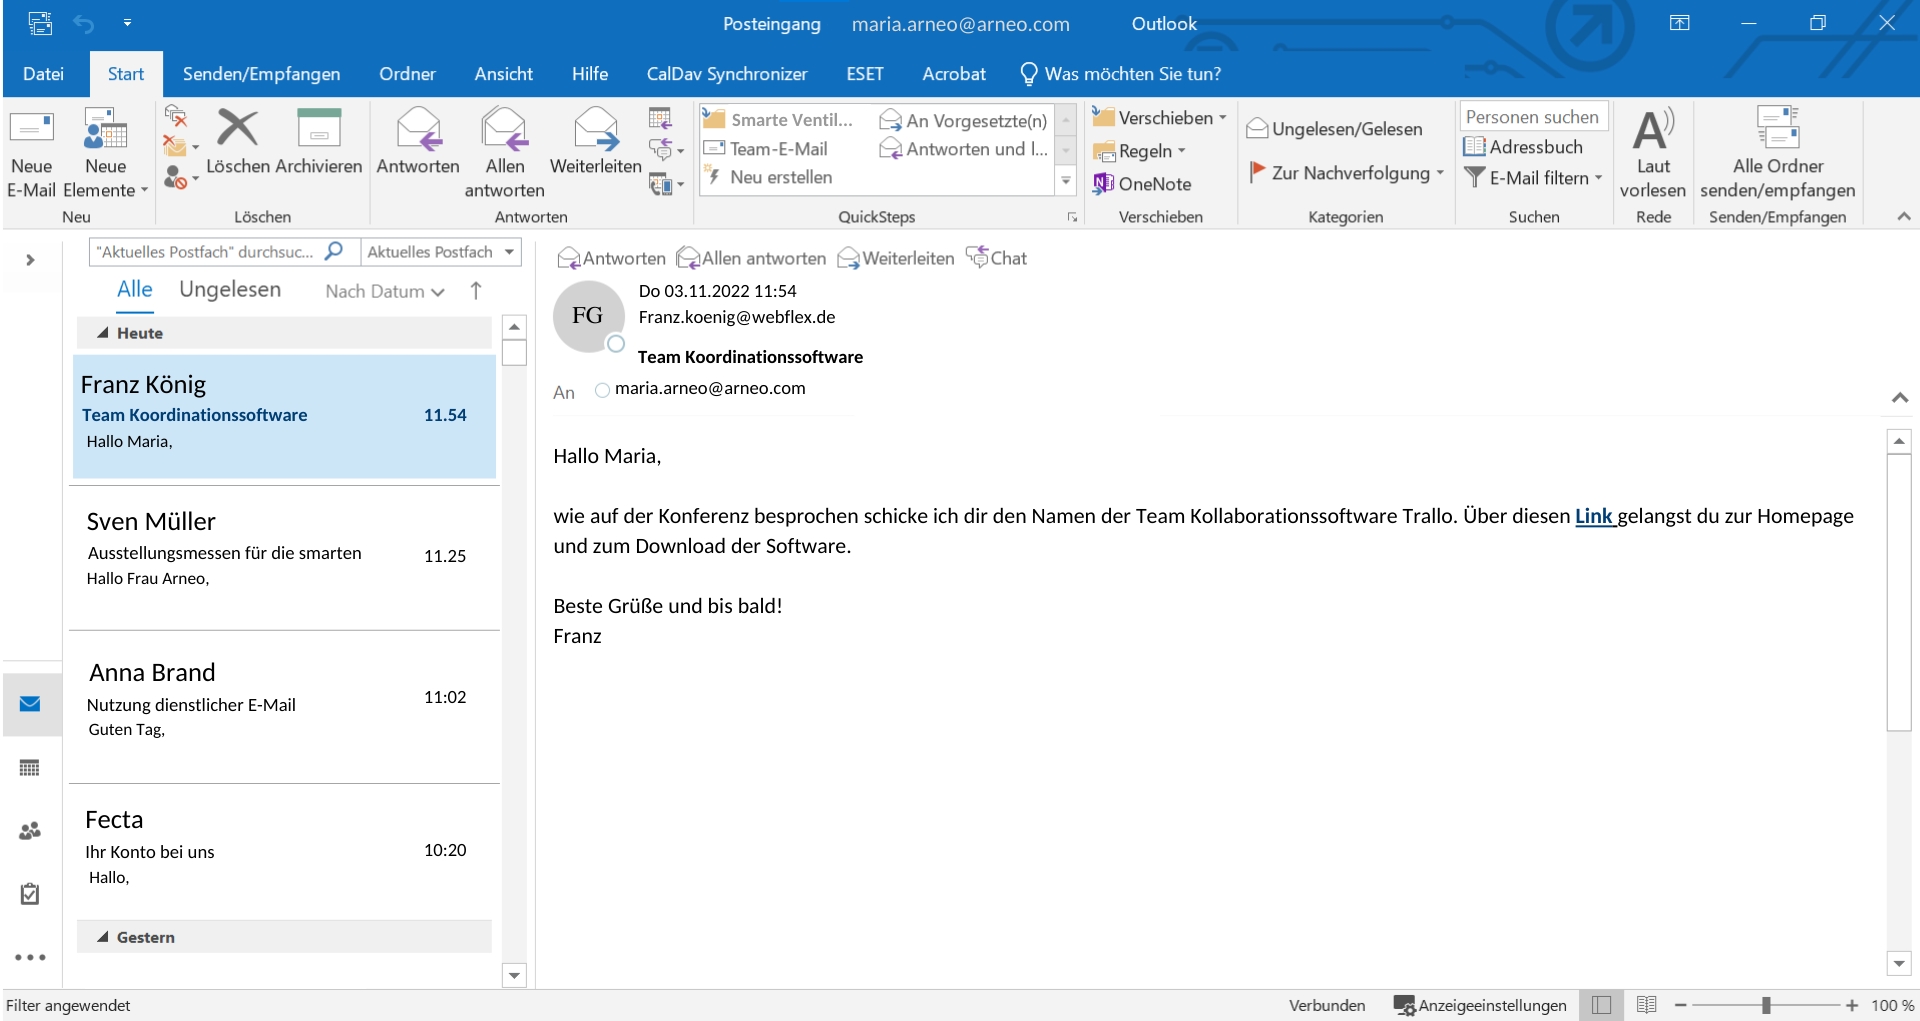 Posteingang maria.arneo@arneo.com Outlook
Datei Start Senden/Empfangen Ordner Ansicht Hilfe CalDav Synchronizer ESET Acrobat Was möchten Sie tun?
Neue E-Mail
Neue Elemente
Neu
Löschen
Archivieren
Löschen
Antworten
Allen antworten
Weiterleiten
Antworten
Smarte Ventil...
Team-E-Mail
Neu erstellen
An Vorgesetzte(n)
Antworten und l...
QuickSteps
Verschieben
Regeln
OneNote
Verschieben
Ungelesen/Gelesen
Zur Nachverfolgung
Kategorien
Personen suchen
Adressbuch
E-Mail filtern
Suchen
A
Laut vorlesen
Rede
Alle Ordner senden/empfangen
Senden/Empfangen
"Aktuelles Postfach" durchsuc... Aktuelles Postfach
Alle Ungelesen Nach Datum
Heute
Franz König
Team Koordinationssoftware 11.54
Hallo Maria,
Sven Müller
Ausstellungsmessen für die smarten 11.25
Hallo Frau Arneo,
Anna Brand
Nutzung dienstlicher E-Mail 11:02
Guten Tag,
Fecta
Ihr Konto bei uns 10:20
Hallo,
Gestern
Antworten Allen antworten Weiterleiten Chat
FG
Do 03.11.2022 11:54
Franz.koenig@webflex.de
Team Koordinationssoftware
An maria.arneo@arneo.com
Hallo Maria,
wie auf der Konferenz besprochen schicke ich dir den Namen der Team Kollaborationssoftware Trallo. Über diesen Link gelangst du zur Homepage
und zum Download der Software.
Beste Grüße und bis bald!
Franz
Filter angewendet Verbunden Anzeigeeinstellungen 100 %